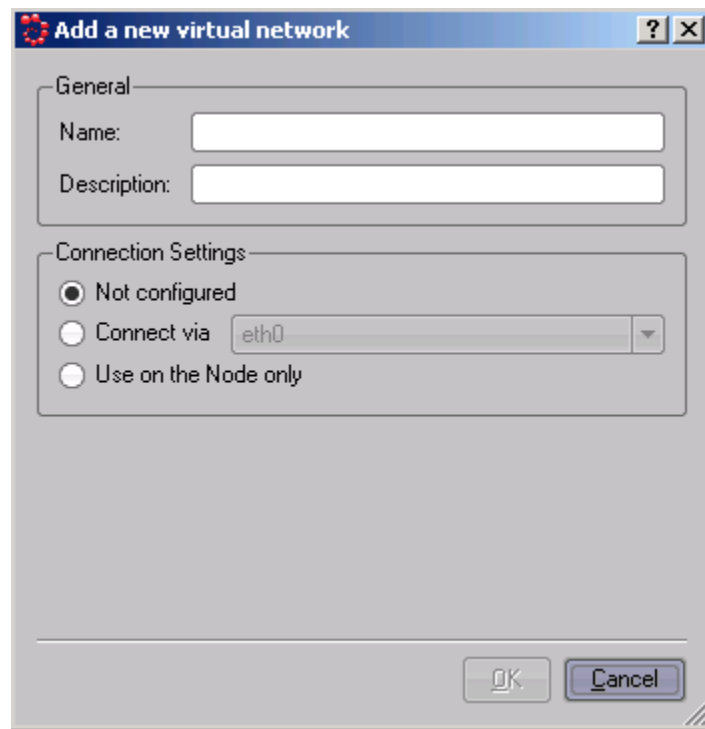 Add a new virtual network
General
Name:
Description:
Connection Settings
Not configured
Connect via eth0
Use on the Node only
OK Cancel